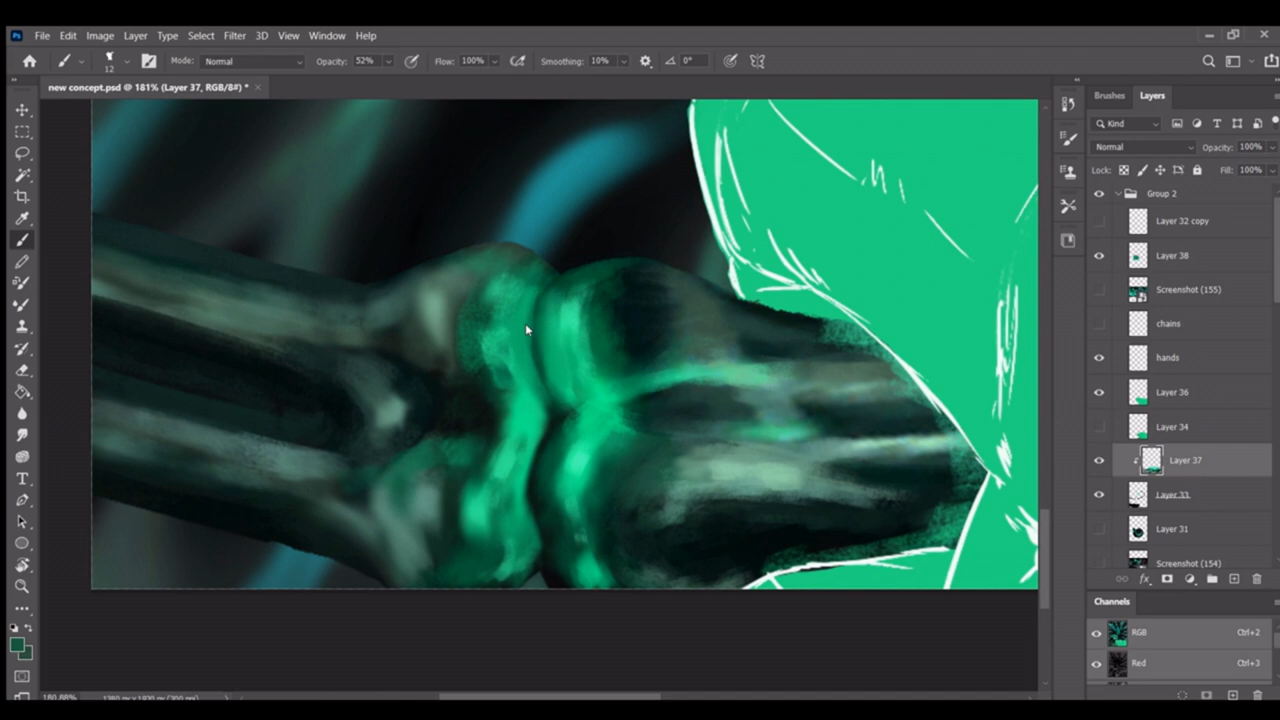 Ps File Edit Image Layer Type Select Filter 3D View Window Help
12 Mode: Normal Opacity: 52% Flow: 100% Smoothing: 10% 0°
new concept.psd @ 181% (Layer 37, RGB/8#) * ×
Brushes Layers
Kind
Normal Opacity: 100%
Lock: Fill: 100%
Group 2
Layer 32 copy
Layer 38
Screenshot (155)
chains
hands
Layer 36
Layer 34
Layer 37
Layer 33
Layer 31
Screenshot (154)
fx
Channels
RGB Ctrl+2
Red Ctrl+3